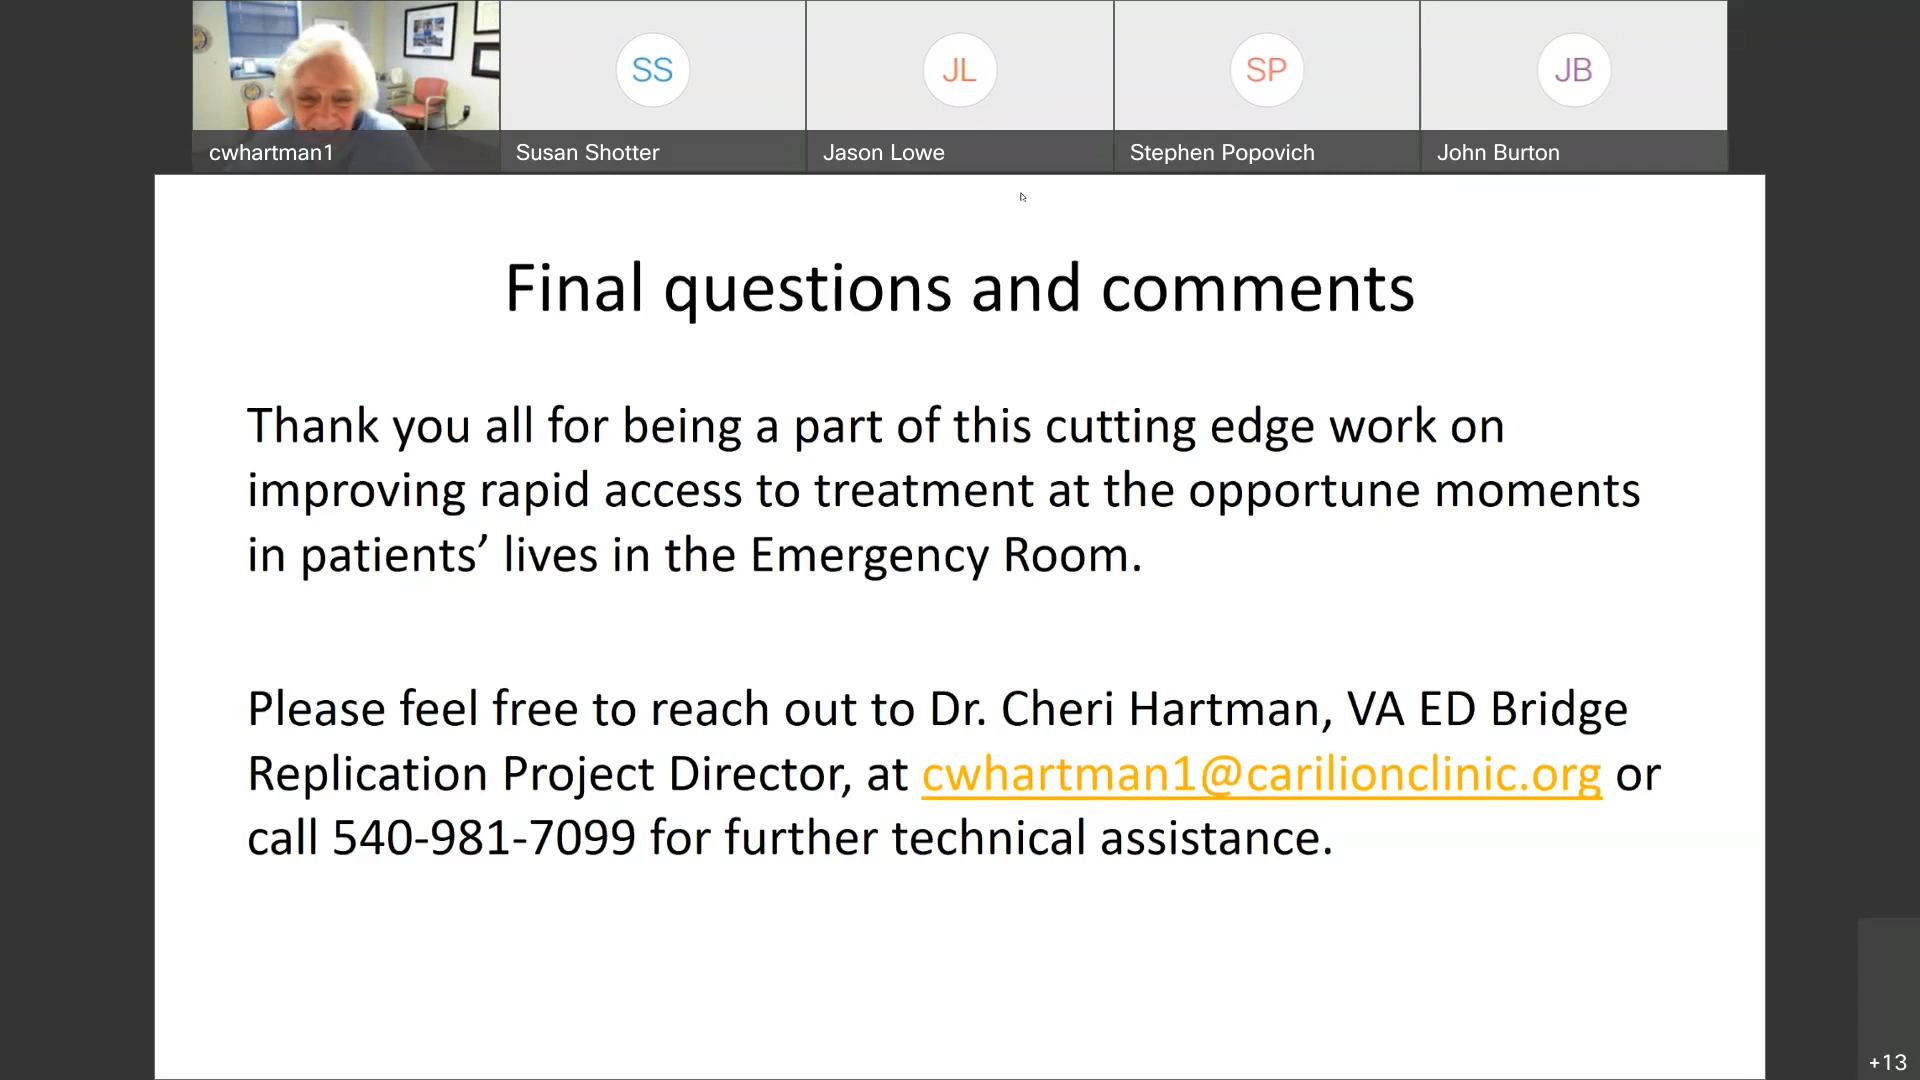 SS
JL
SP
JB
cwhartman1
Susan Shotter
Jason Lowe
Stephen Popovich
John Burton
Final questions and comments
Thank you all for being a part of this cutting edge work on
improving rapid access to treatment at the opportune moments
in patients’ lives in the Emergency Room.
Please feel free to reach out to Dr. Cheri Hartman, VA ED Bridge
Replication Project Director, at cwhartman1@carilionclinic.org or
call 540-981-7099 for further technical assistance.
+13